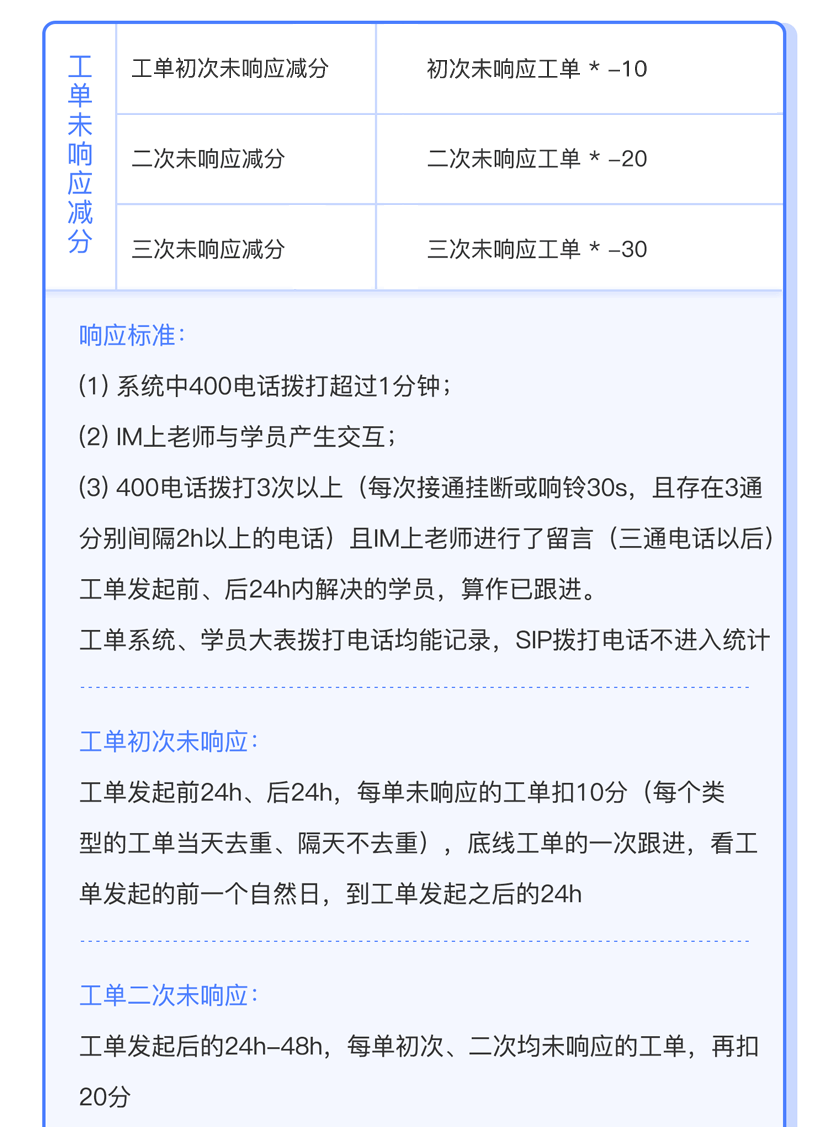 工单未响应减分
工单初次未响应减分
初次未响应工单 * -10
二次未响应减分
二次未响应工单 * -20
三次未响应减分
三次未响应工单 * -30
响应标准：
(1) 系统中400电话拨打超过1分钟；
(2) IM上老师与学员产生交互；
(3) 400电话拨打3次以上（每次接通挂断或响铃30s，且存在3通
分别间隔2h以上的电话）且IM上老师进行了留言（三通电话以后）
工单发起前、后24h内解决的学员，算作已跟进。
工单系统、学员大表拨打电话均能记录，SIP拨打电话不进入统计
工单初次未响应：
工单发起前24h、后24h，每单未响应的工单扣10分（每个类
型的工单当天去重、隔天不去重），底线工单的一次跟进，看工
单发起的前一个自然日，到工单发起之后的24h
工单二次未响应：
工单发起后的24h-48h，每单初次、二次均未响应的工单，再扣
20分